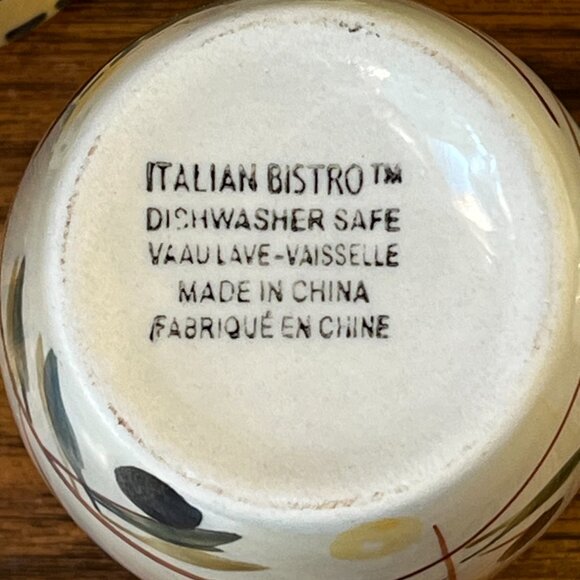 ITALIAN BISTRO™
DISHWASHER SAFE
VA AU LAVE-VAISSELLE
MADE IN CHINA
FABRIQUÉ EN CHINE